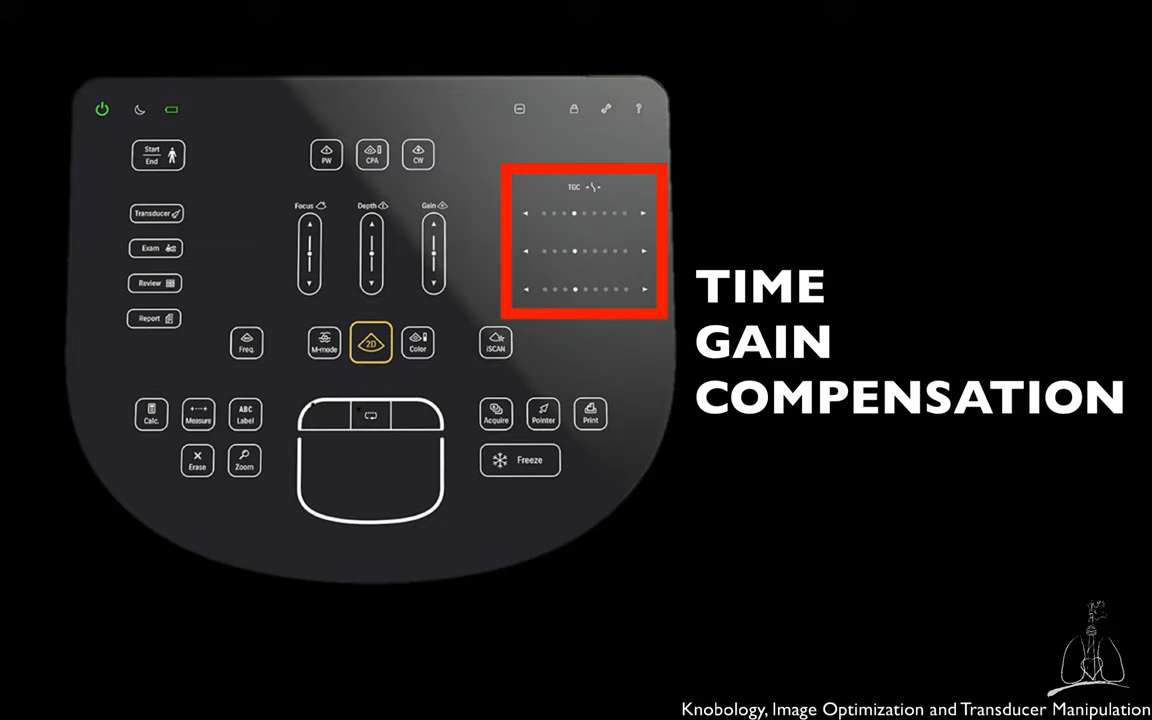 Start
End
PW
CPA
CW
TGC
Transducer
Focus
Depth
Gain
Exam
Review
Report
TIME
GAIN
COMPENSATION
Freq.
M-mode
2D
Color
iSCAN
Calc.
Measure
ABC
Label
Acquire
Pointer
Print
Erase
Zoom
Freeze
Knobology, Image Optimization and Transducer Manipulation